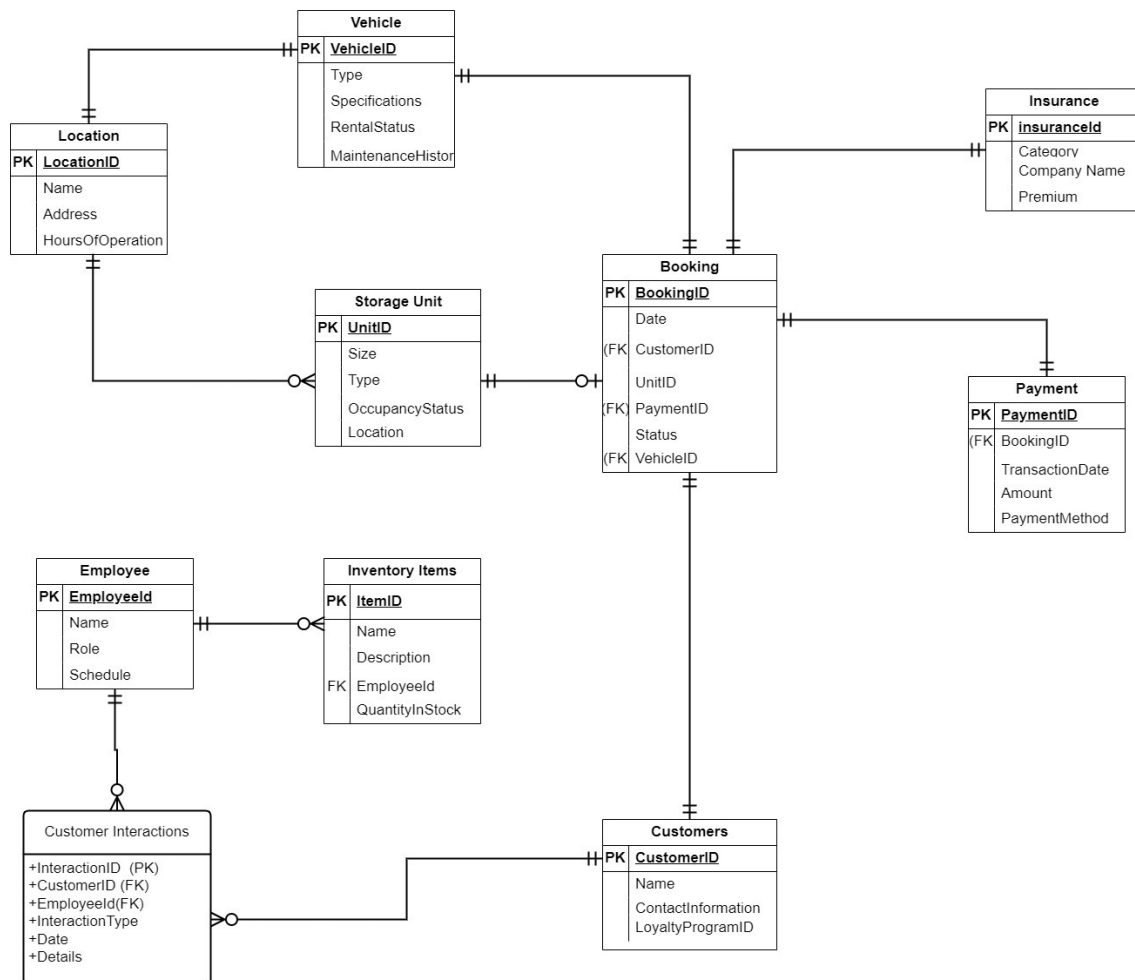 Vehicle
PK VehicleID
Type
Specifications
RentalStatus
MaintenanceHistor
Insurance
PK insuranceId
Category
Company Name
Premium
Location
PK LocationID
Name
Address
HoursOfOperation
Booking
PK BookingID
Date
(FK CustomerID
UnitID
(FK) PaymentID
Status
(FK VehicleID
Storage Unit
PK UnitID
Size
Type
OccupancyStatus
Location
Payment
PK PaymentID
(FK BookingID
TransactionDate
Amount
PaymentMethod
Employee
PK EmployeeId
Name
Role
Schedule
Inventory Items
PK ItemID
Name
Description
FK EmployeeId
QuantityInStock
Customer Interactions
+InteractionID (PK)
+CustomerID (FK)
+EmployeeId(FK)
+InteractionType
+Date
+Details
Customers
PK CustomerID
Name
ContactInformation
LoyaltyProgramID